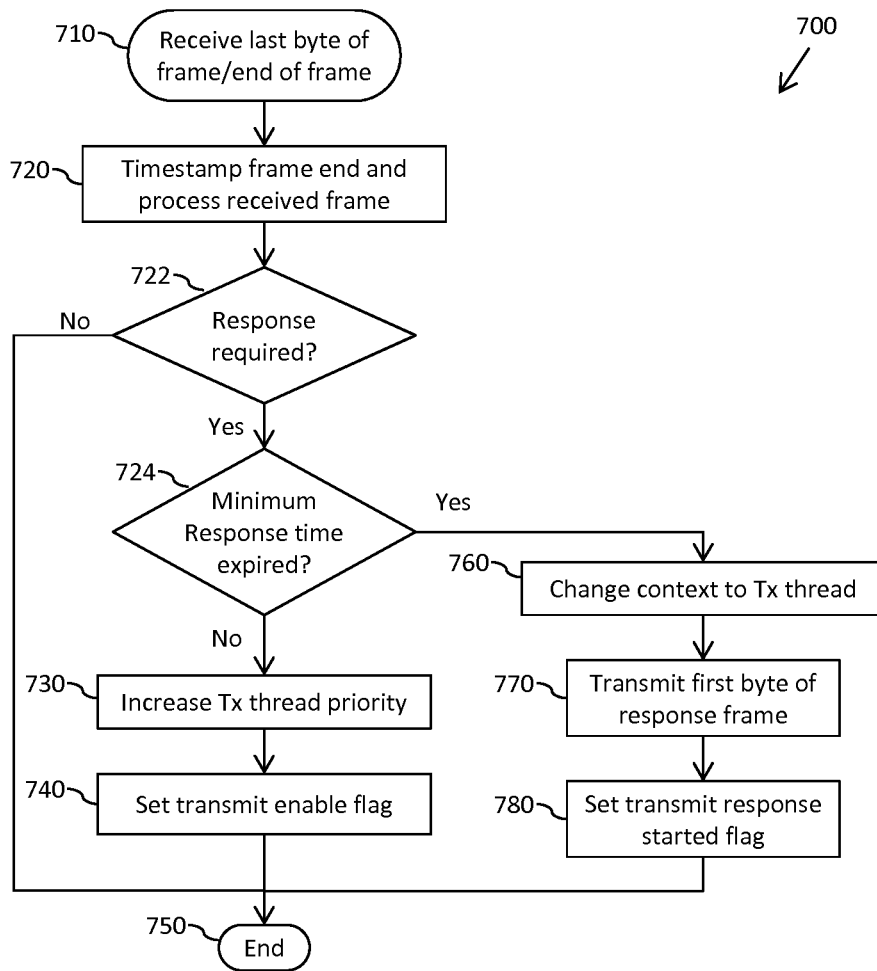 700
710
Receive last byte of
frame/end of frame
720
Timestamp frame end and
process received frame
722
No
Response
required?
Yes
724
Minimum
Response time
expired?
Yes
No
760
Change context to Tx thread
730
Increase Tx thread priority
770
Transmit first byte of
response frame
740
Set transmit enable flag
780
Set transmit response
started flag
750
End